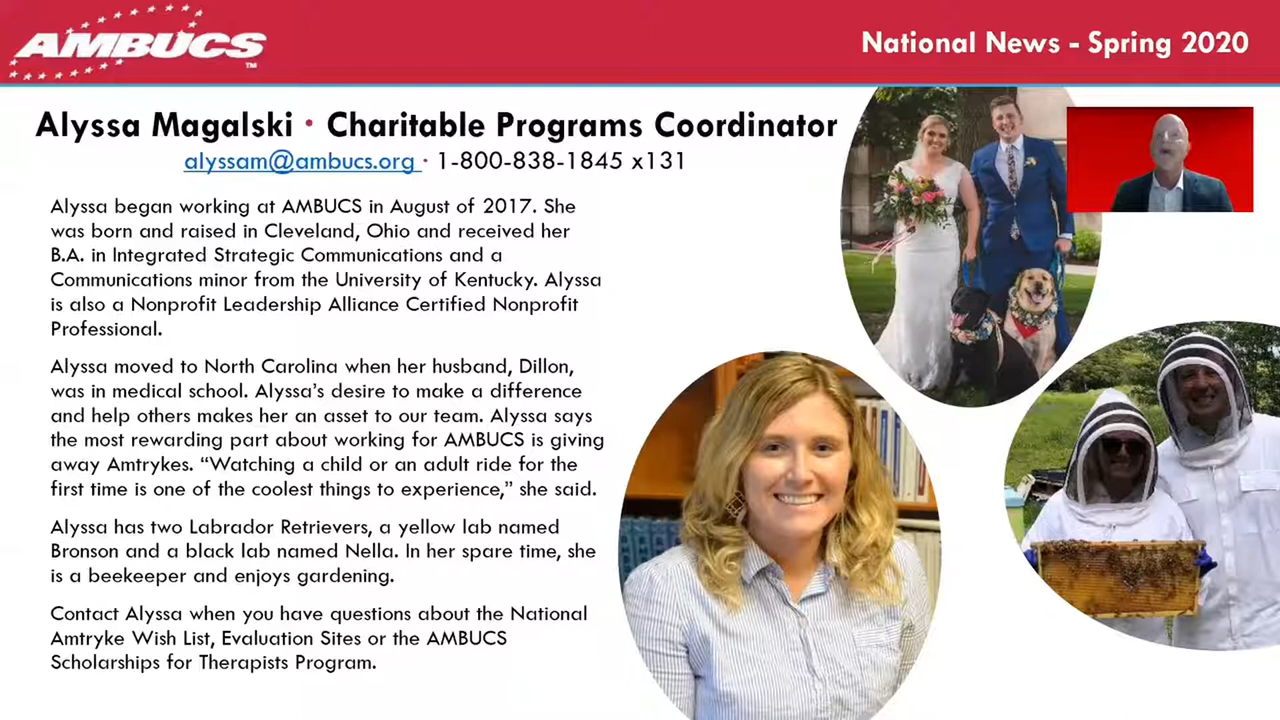 AMBUCS™
National News - Spring 2020
Alyssa Magalski • Charitable Programs Coordinator
alyssam@ambucs.org • 1-800-838-1845 x131
Alyssa began working at AMBUCS in August of 2017. She
was born and raised in Cleveland, Ohio and received her
B.A. in Integrated Strategic Communications and a
Communications minor from the University of Kentucky. Alyssa
is also a Nonprofit Leadership Alliance Certified Nonprofit
Professional.
Alyssa moved to North Carolina when her husband, Dillon,
was in medical school. Alyssa’s desire to make a difference
and help others makes her an asset to our team. Alyssa says
the most rewarding part about working for AMBUCS is giving
away Amtrykes. “Watching a child or an adult ride for the
first time is one of the coolest things to experience,” she said.
Alyssa has two Labrador Retrievers, a yellow lab named
Bronson and a black lab named Nella. In her spare time, she
is a beekeeper and enjoys gardening.
Contact Alyssa when you have questions about the National
Amtryke Wish List, Evaluation Sites or the AMBUCS
Scholarships for Therapists Program.